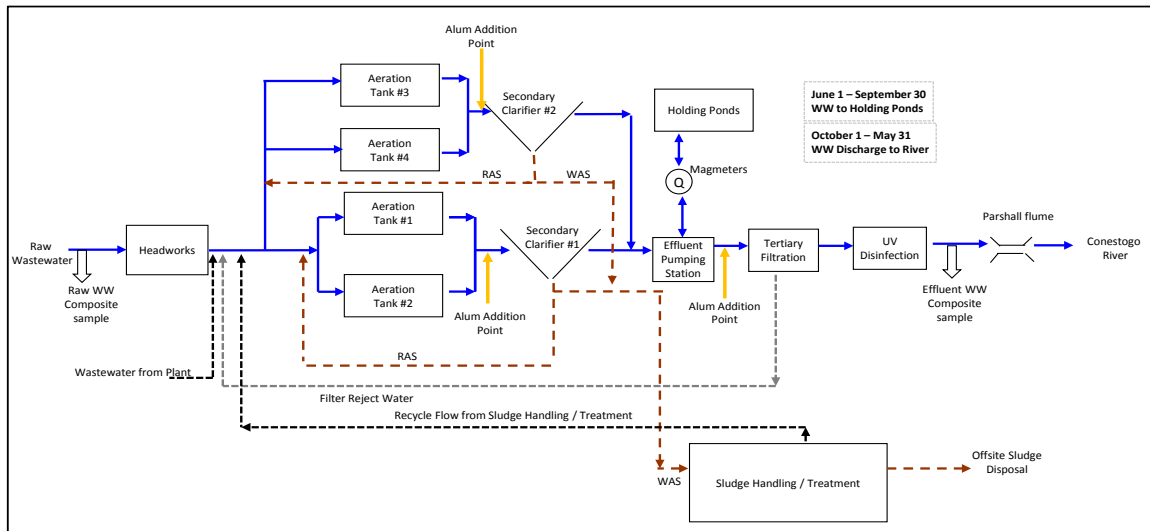 Alum Addition
Point
Aeration
Tank #3
Secondary
Clarifier #2
Holding Ponds
June 1 – September 30
WW to Holding Ponds
October 1 – May 31
WW Discharge to River
Aeration
Tank #4
RAS
WAS
Q
Magmeters
Raw
Wastewater
Headworks
Aeration
Tank #1
Secondary
Clarifier #1
Effluent
Pumping
Station
Tertiary
Filtration
UV
Disinfection
Parshall flume
Conestogo
River
Raw WW
Composite
sample
Aeration
Tank #2
Alum Addition
Point
Alum Addition
Point
Effluent WW
Composite
sample
RAS
Wastewater from Plant
Filter Reject Water
Recycle Flow from Sludge Handling / Treatment
WAS
Sludge Handling / Treatment
Offsite Sludge
Disposal